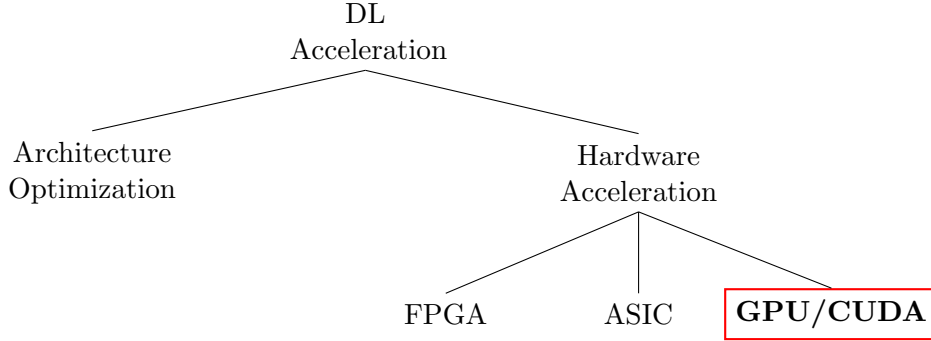 DL
Acceleration
Architecture
Optimization
Hardware
Acceleration
FPGA
ASIC
GPU/CUDA